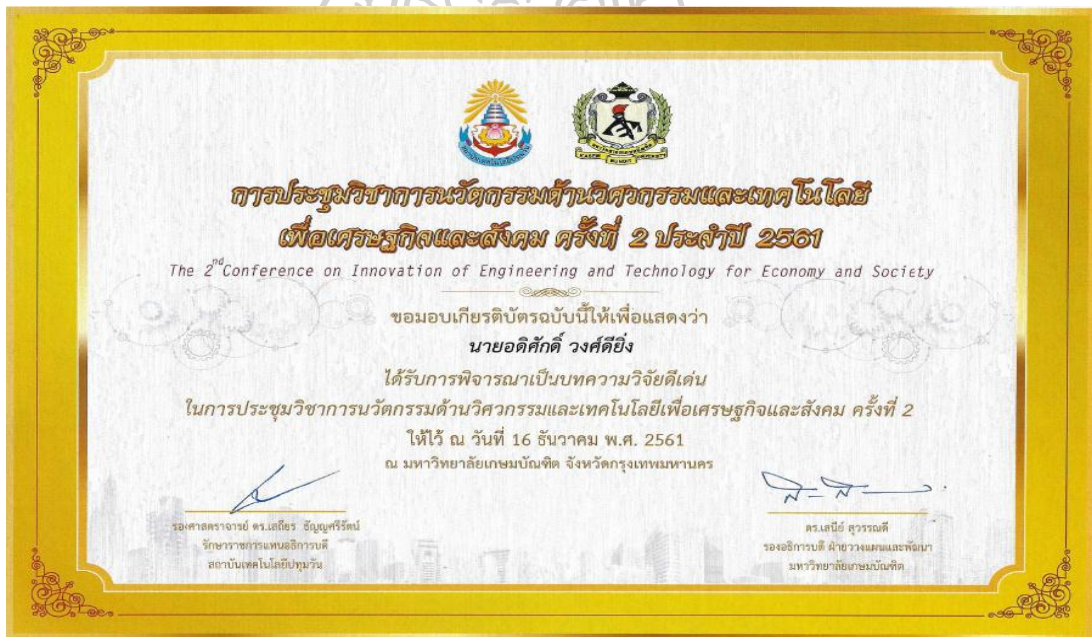 การประชุมวิชาการนวัตกรรมด้านวิศวกรรมและเทคโนโลยี
เพื่อเศรษฐกิจและสังคม ครั้งที่ 2 ประจำปี 2561
The 2nd Conference on Innovation of Engineering and Technology for Economy and Society
ขอมอบเกียรติบัตรฉบับนี้ให้เพื่อแสดงว่า
นายอดิศักดิ์ วงศ์ดียิ่ง
ได้รับการพิจารณาเป็นบทความวิจัยดีเด่น
ในการประชุมวิชาการนวัตกรรมด้านวิศวกรรมและเทคโนโลยีเพื่อเศรษฐกิจและสังคม ครั้งที่ 2
ให้ไว้ ณ วันที่ 16 ธันวาคม พ.ศ. 2561
ณ มหาวิทยาลัยเกษมบัณฑิต จังหวัดกรุงเทพมหานคร
รองศาสตราจารย์ ดร.เสถียร ธัญญศรีรัตน์
รักษาราชการแทนอธิการบดี
สถาบันเทคโนโลยีปทุมวัน
ดร.เสนีย์ สุวรรณดี
รองอธิการบดี ฝ่ายวางแผนและพัฒนา
มหาวิทยาลัยเกษมบัณฑิต